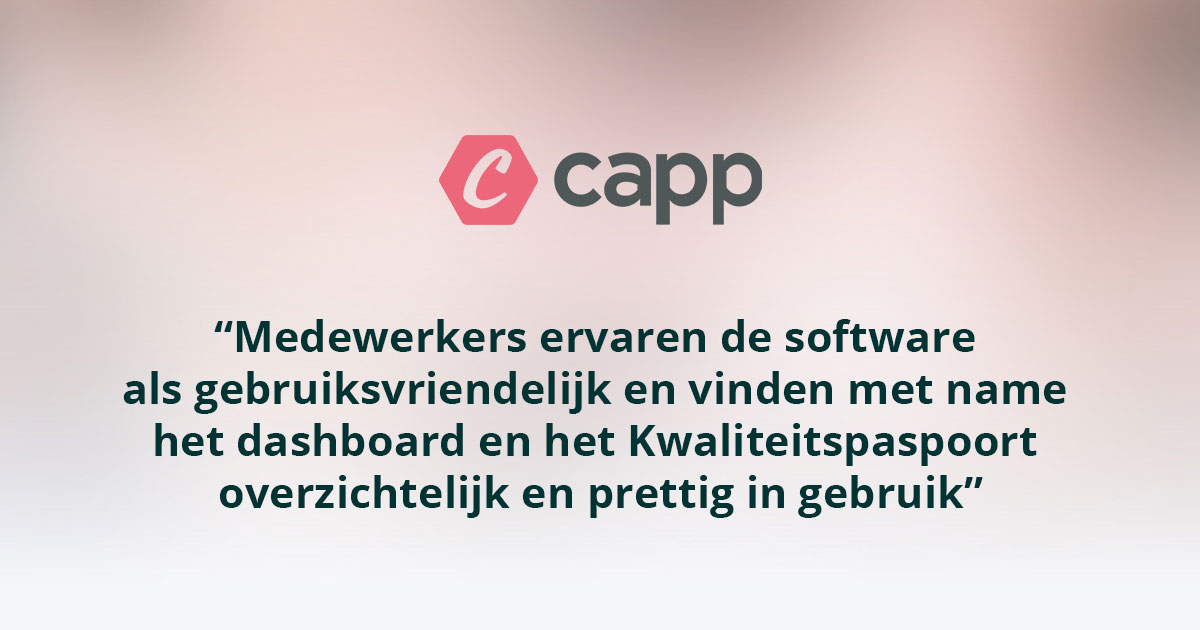 C capp
“Medewerkers ervaren de software
als gebruiksvriendelijk en vinden met name
het dashboard en het Kwaliteitspaspoort
overzichtelijk en prettig in gebruik”